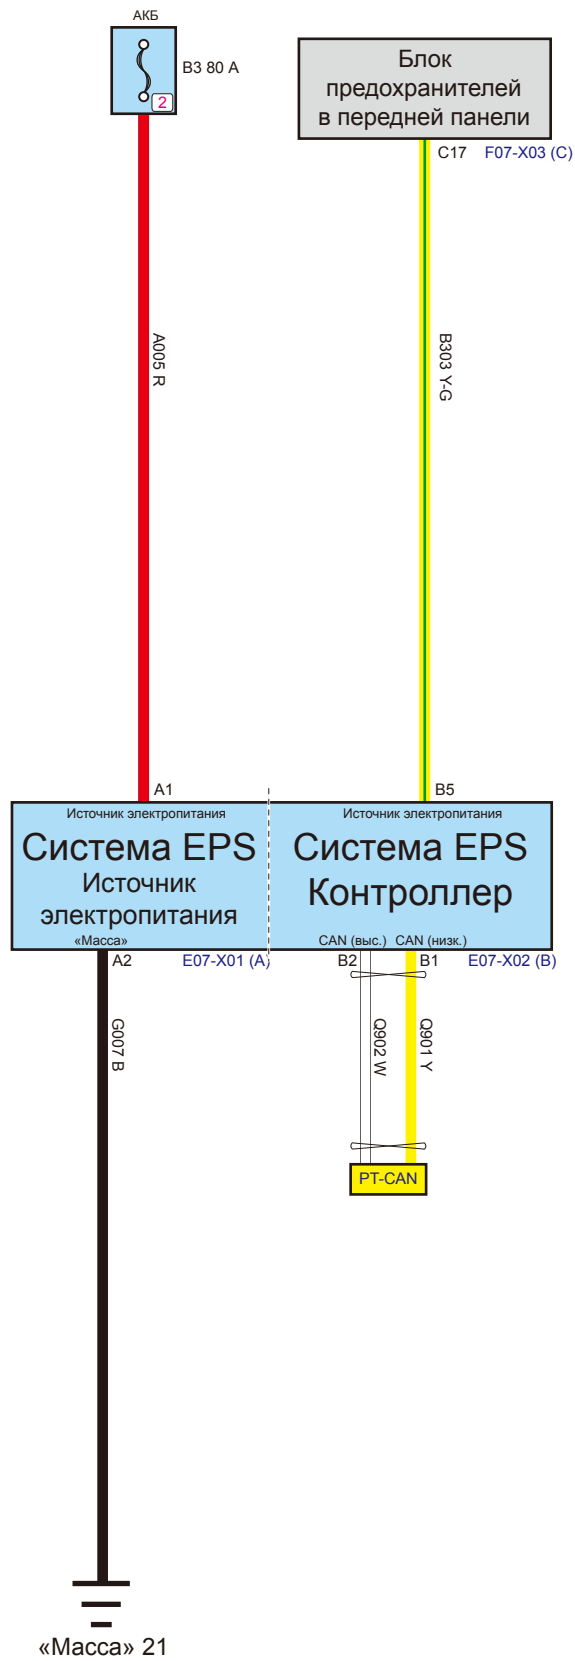 АКБ
B3 80 A
2
Блок
предохранителей
в передней панели
C17 F07-X03 (C)
A005 R
B303 Y-G
A1
B5
Источник электропитания
Система EPS
Источник
электропитания
«Масса»
Источник электропитания
Система EPS
Контроллер
CAN (выс.) CAN (низк.)
A2
E07-X01 (A)
B2
B1
E07-X02 (B)
G007 B
Q902 W
Q901 Y
PT-CAN
«Масса» 21